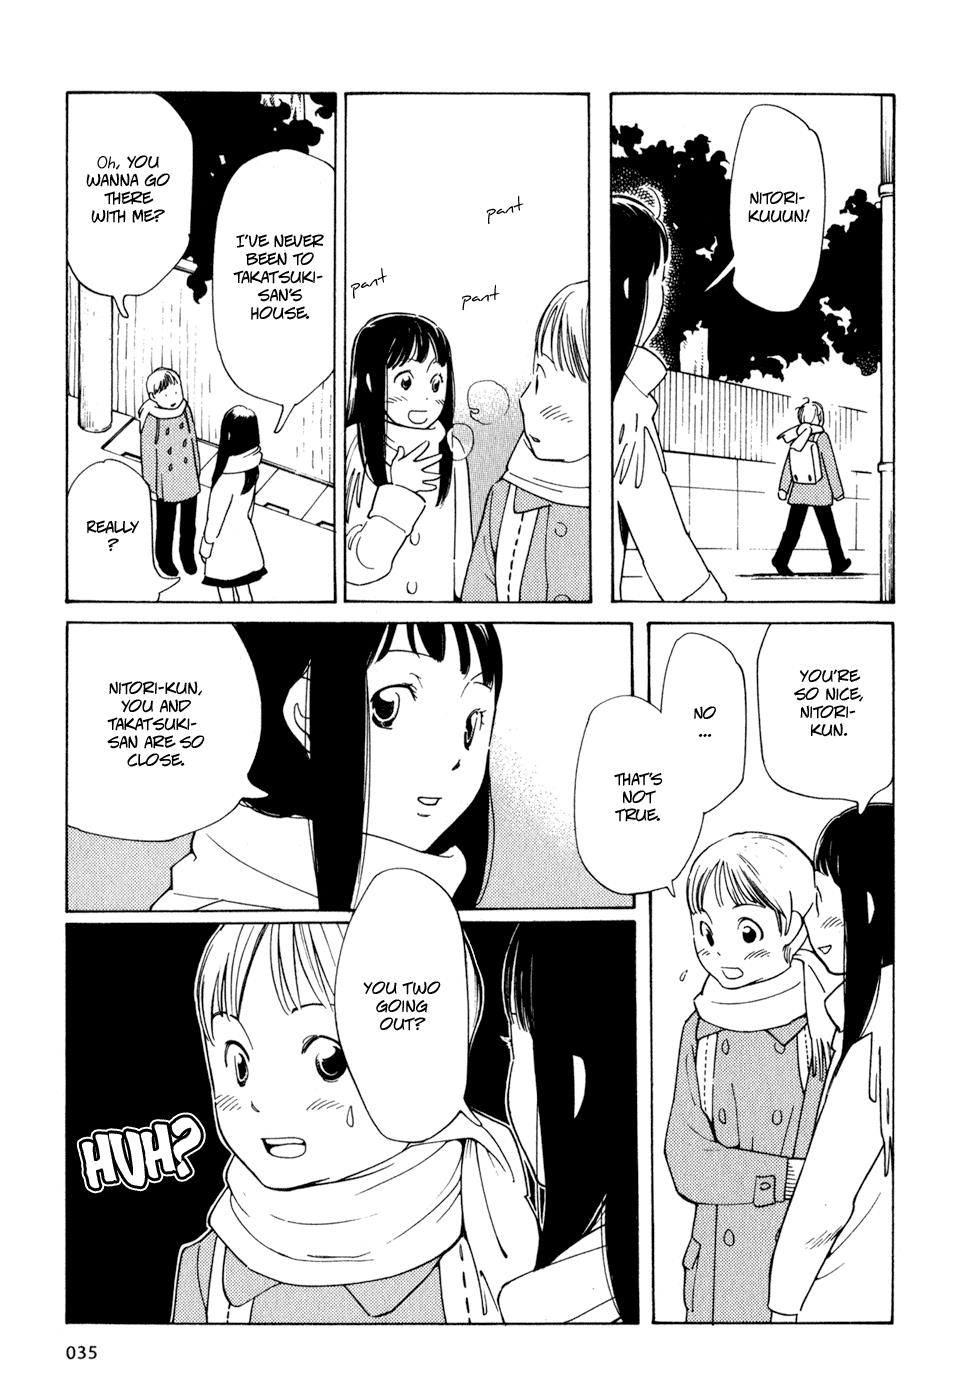 NITORI-
KUUUN!
pant
pant
pant
I'VE NEVER
BEEN TO
TAKATSUKI-
SAN'S
HOUSE.
Oh, YOU
WANNA GO
THERE
WITH ME?
REALLY
?
YOU'RE
SO NICE,
NITORI-
KUN.
NO
...
THAT'S
NOT
TRUE.
NITORI-KUN,
YOU AND
TAKATSUKI-
SAN ARE SO
CLOSE.
YOU TWO
GOING
OUT?
HUH?
035